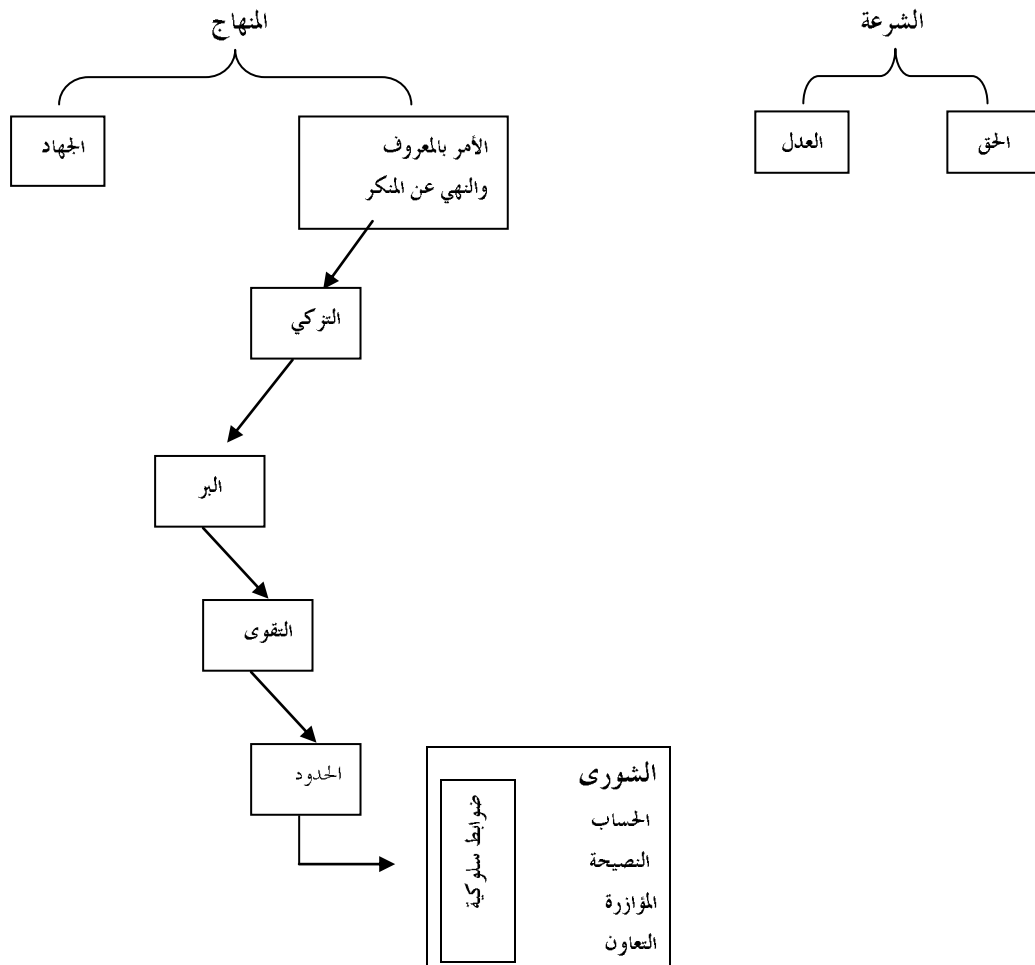 الشرعة
الحق
العدل
المنهاج
الأمر بالمعروف
والنهي عن المنكر
الجهاد
التزكي
البر
التقوى
الحدود
الشورى
الحساب
النصيحة
المؤازرة
التعاون
ضوابط سلوكية